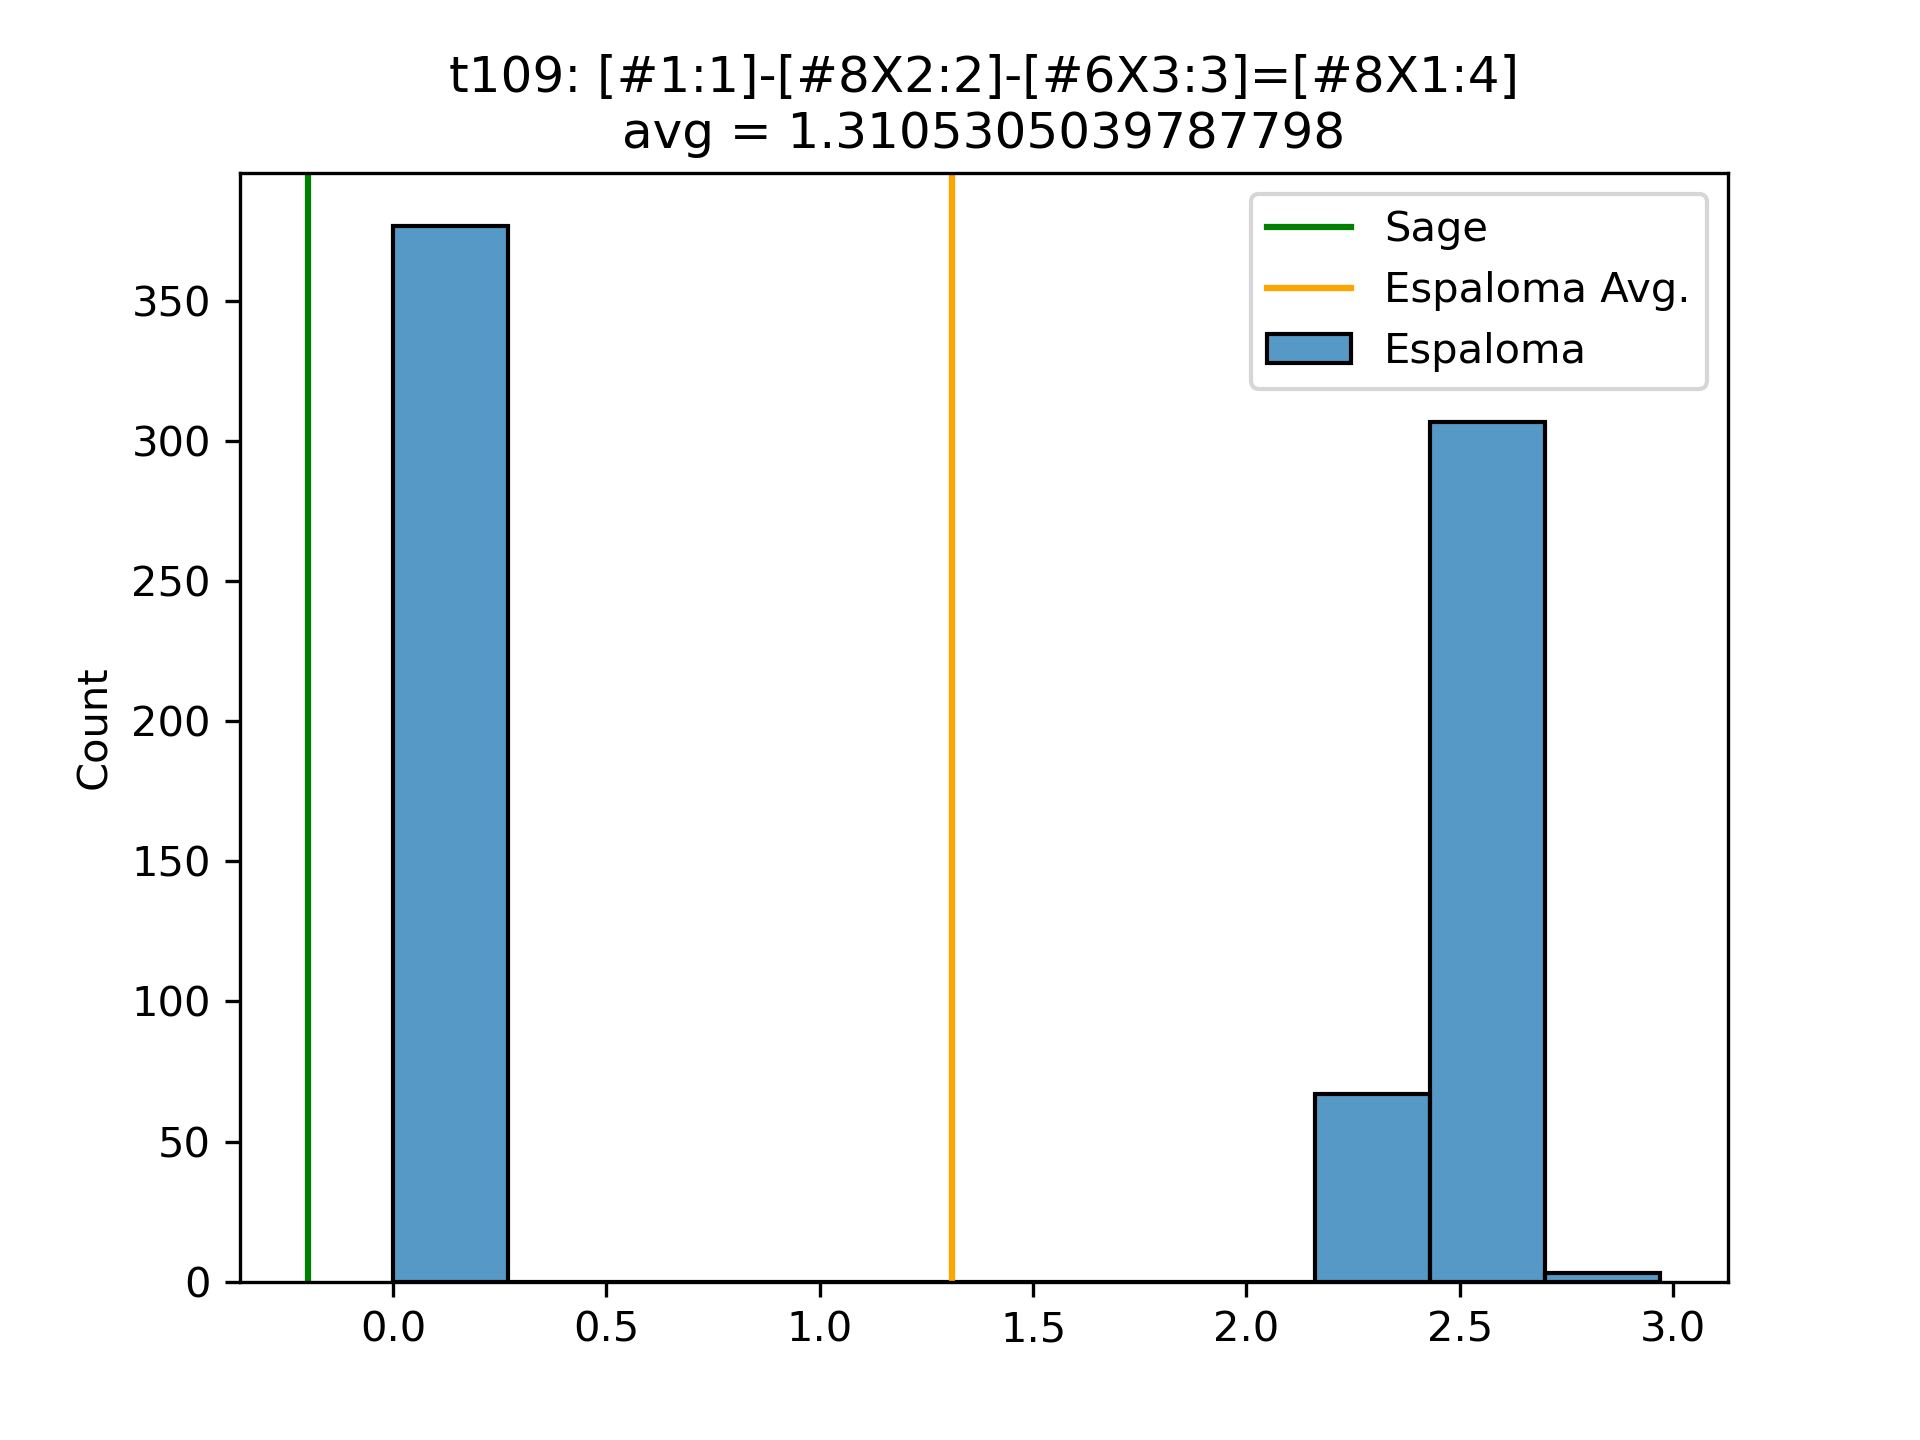 t109: [#1:1]-[#8X2:2]-[#6X3:3]=[#8X1:4]
avg = 1.3105305039787798
Sage
Espaloma Avg.
Espaloma
Count
350
300
250
200
150
100
50
0
0.0 0.5 1.0 1.5 2.0 2.5 3.0